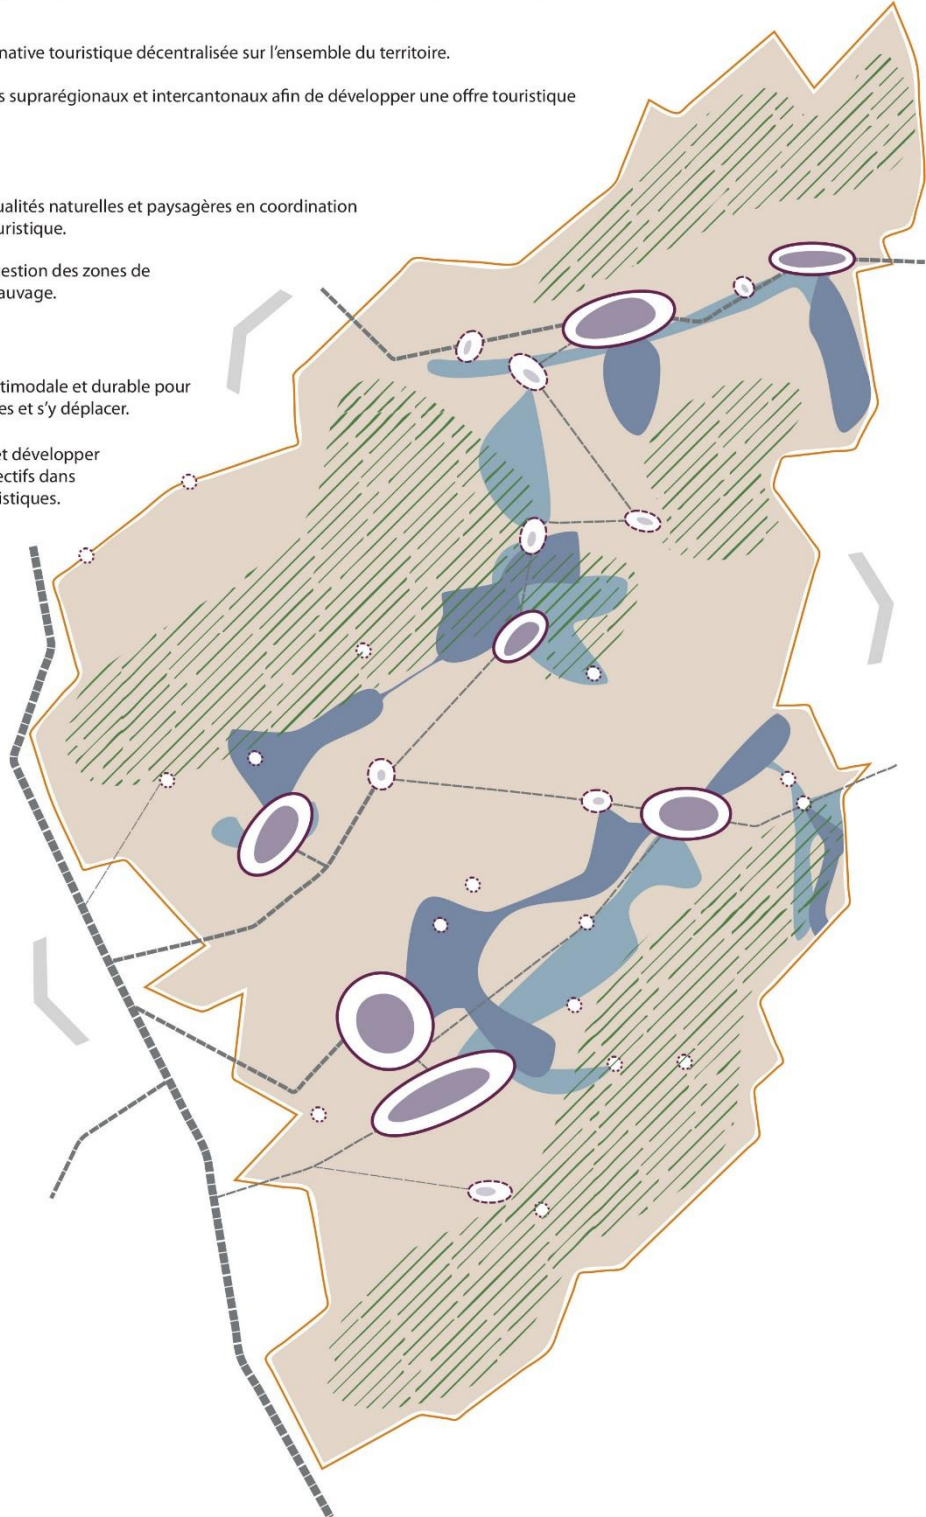 native touristique décentralisée sur l'ensemble du territoire.
s suprarégionaux et intercantonaux afin de développer une offre touristique
ualités naturelles et paysagères en coordination
uristique.
estion des zones de
auvage.
timodale et durable pour
es et s'y déplacer.
et développer
ectifs dans
istiques.